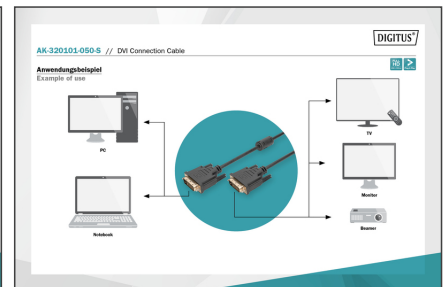 DIGITUS®
AK-320101-050-S // DVI Connection Cable
Anwendungsbeispiel
Example of use
PC
TV
Notebook
Monitor
Beamer